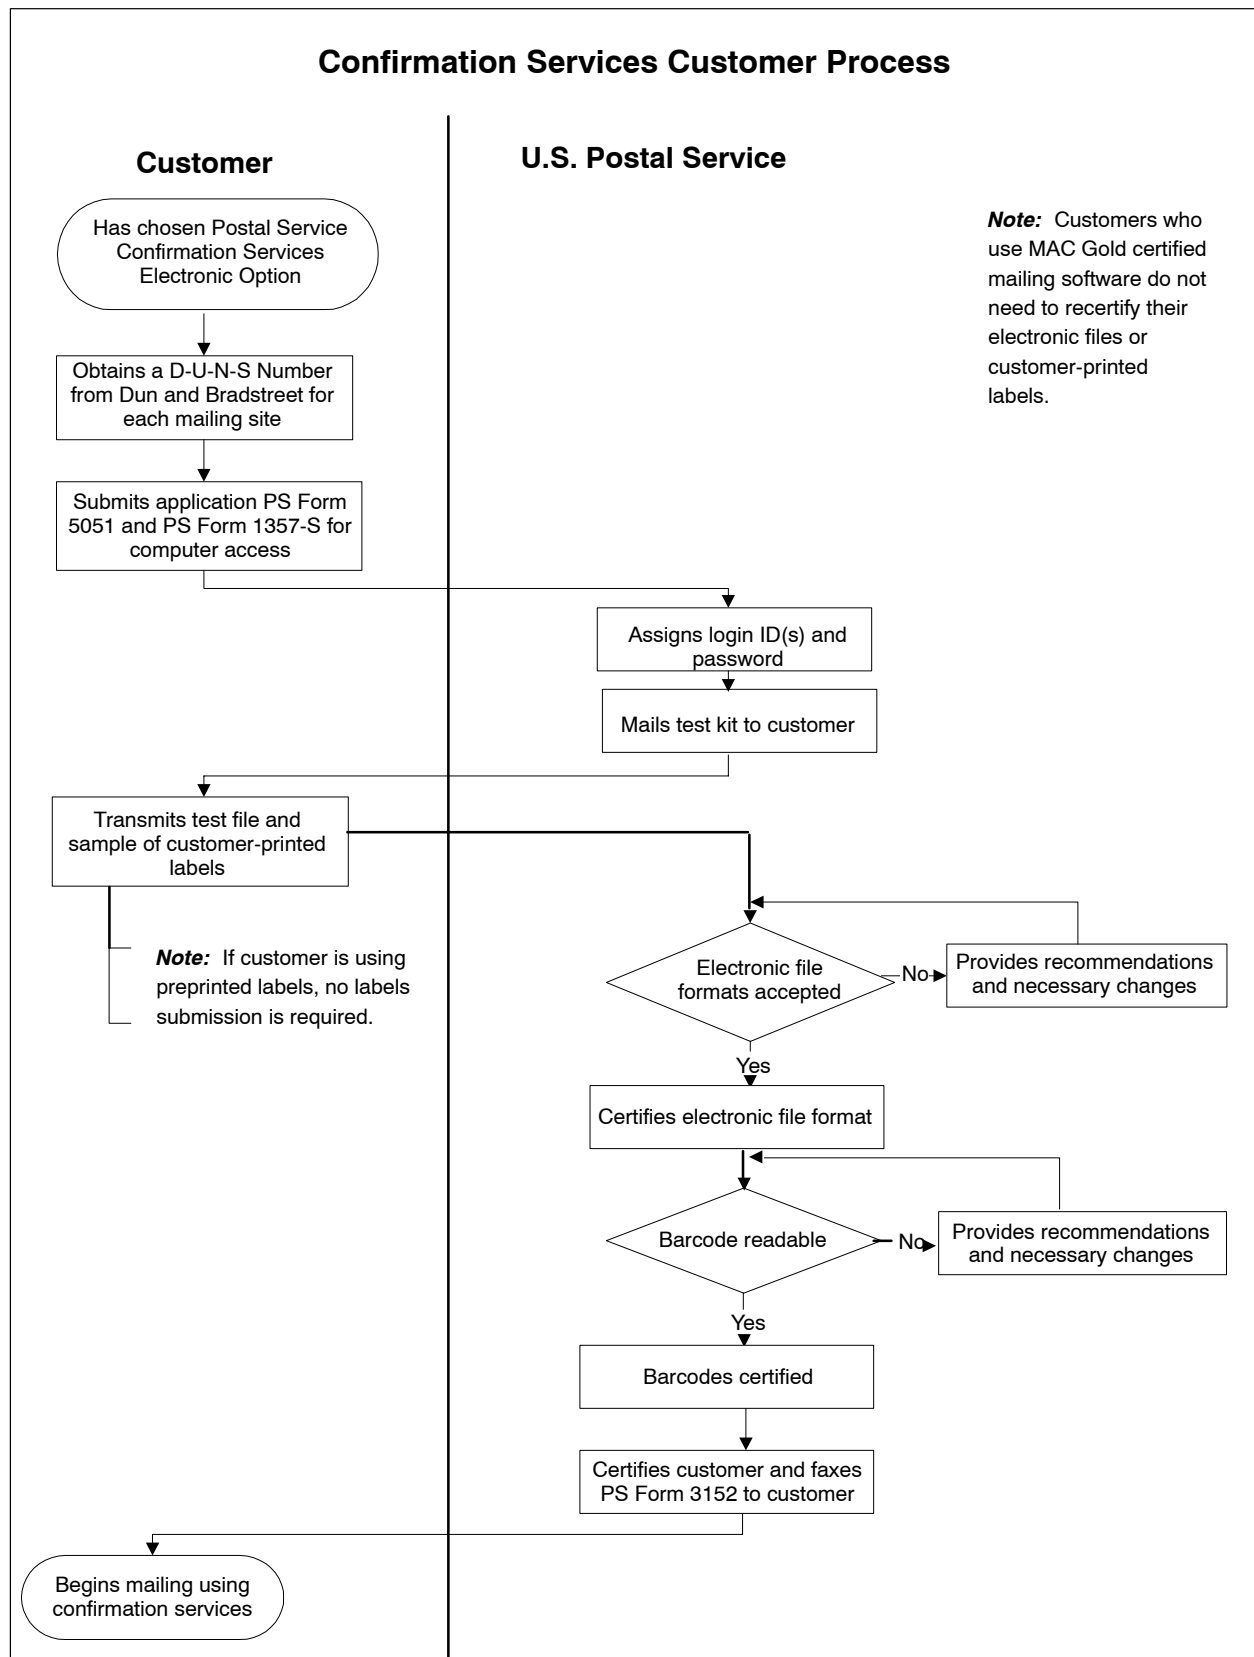 Confirmation Services Customer Process
Customer
U.S. Postal Service
Has chosen Postal Service
Confirmation Services
Electronic Option
Note: Customers who
use MAC Gold certified
mailing software do not
need to recertify their
electronic files or
customer-printed
labels.
Obtains a D-U-N-S Number
from Dun and Bradstreet for
each mailing site
Submits application PS Form
5051 and PS Form 1357-S for
computer access
Assigns login ID(s) and
password
Mails test kit to customer
Transmits test file and
sample of customer-printed
labels
Note: If customer is using
preprinted labels, no labels
submission is required.
Electronic file
formats accepted
No
Provides recommendations
and necessary changes
Yes
Certifies electronic file format
Barcode readable
No
Provides recommendations
and necessary changes
Yes
Barcodes certified
Certifies customer and faxes
PS Form 3152 to customer
Begins mailing using
confirmation services